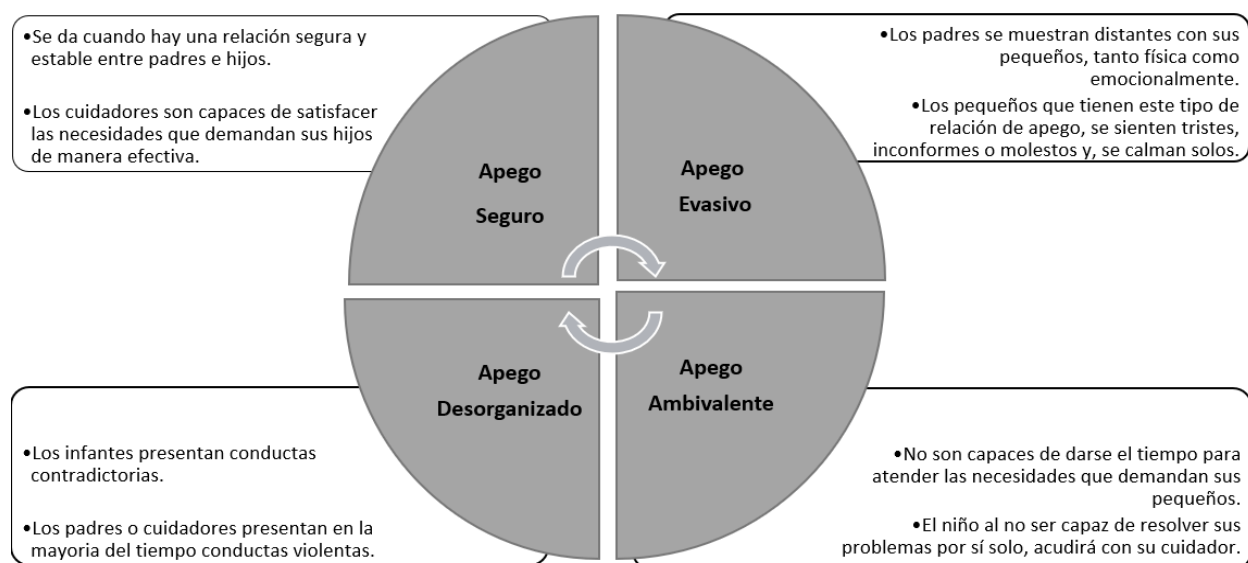 •Se da cuando hay una relación segura y
estable entre padres e hijos.
•Los cuidadores son capaces de satisfacer
las necesidades que demandan sus hijos
de manera efectiva.
•Los padres se muestran distantes con sus
pequeños, tanto física como
emocionalmente.
•Los pequeños que tienen este tipo de
relación de apego, se sienten tristes,
inconformes o molestos y, se calman solos.
Apego
Seguro
Apego
Evasivo
Apego
Desorganizado
Apego
Ambivalente
•Los infantes presentan conductas
contradictorias.
•Los padres o cuidadores presentan en la
mayoria del tiempo conductas violentas.
•No son capaces de darse el tiempo para
atender las necesidades que demandan sus
pequeños.
•El niño al no ser capaz de resolver sus
problemas por sí solo, acudirá con su cuidador.